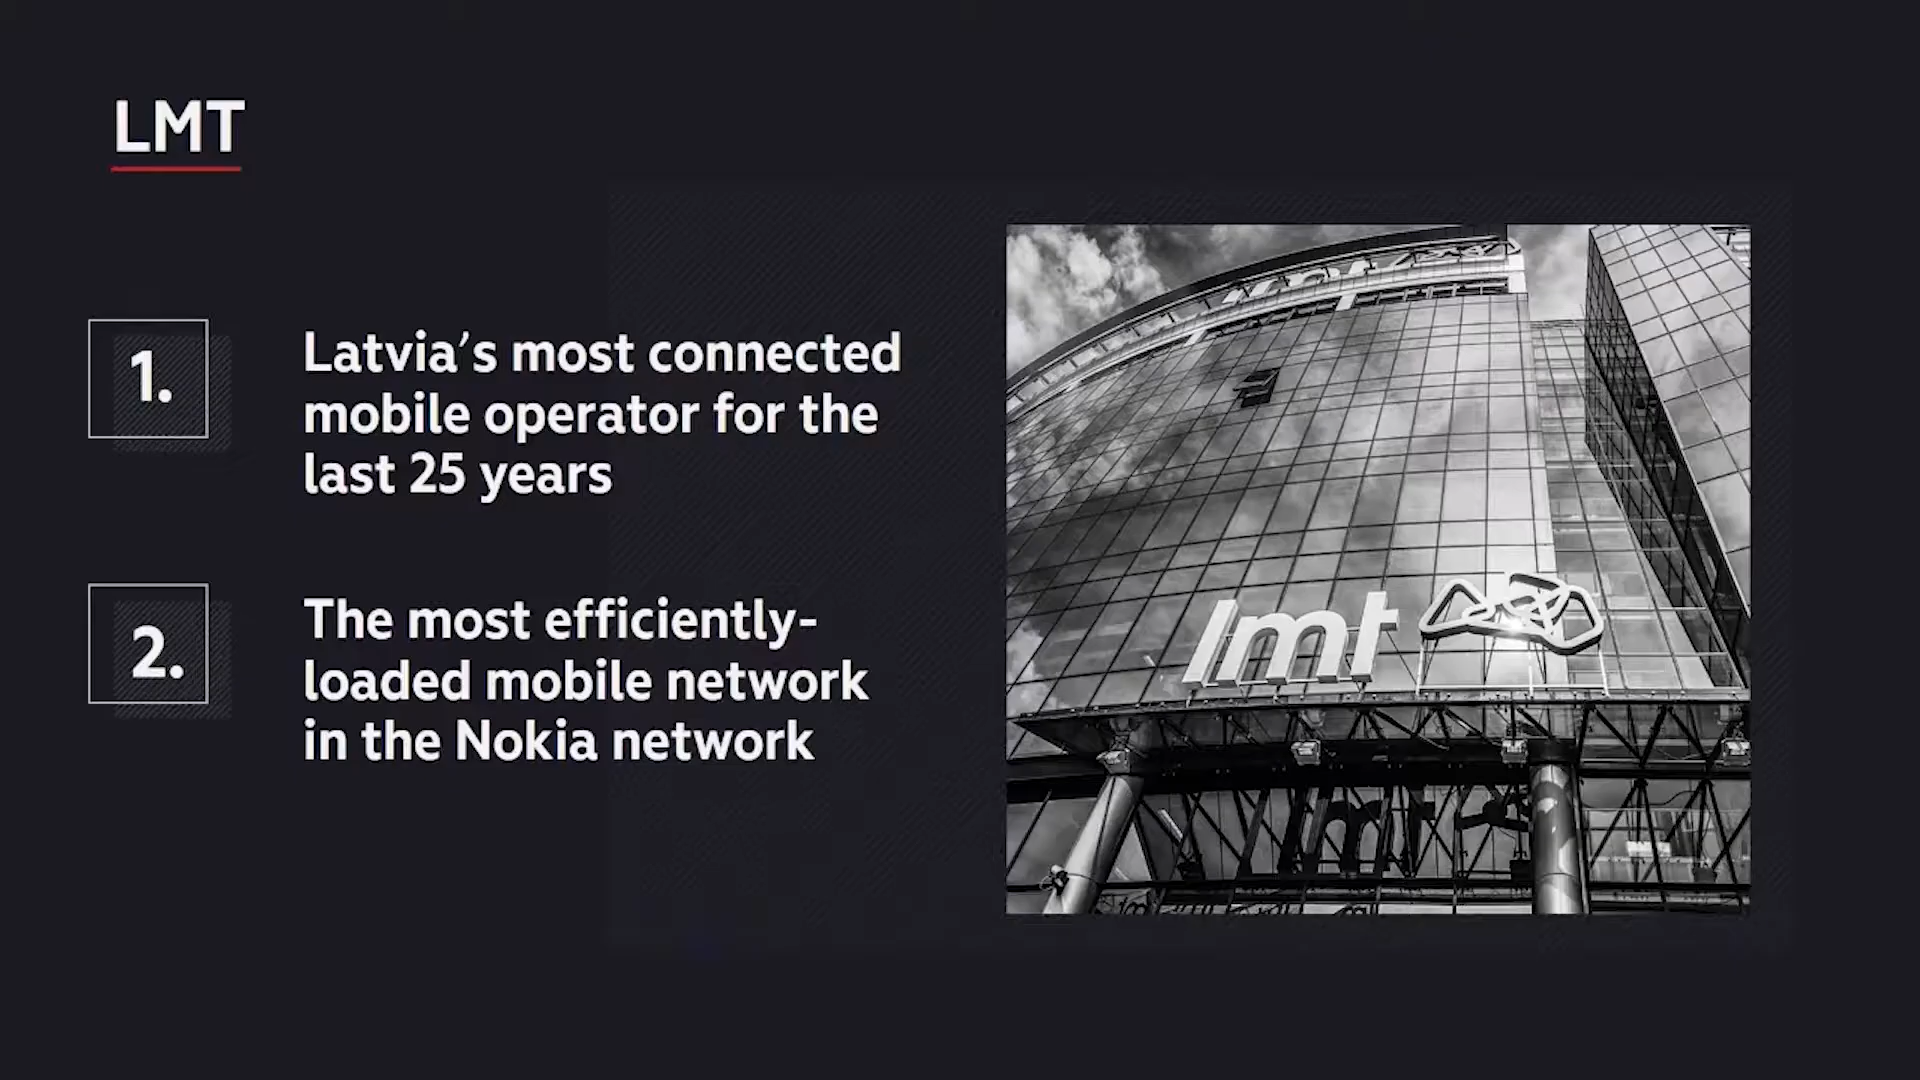 LMT
1.
Latvia's most connected
mobile operator for the
last 25 years
2.
The most efficiently-
loaded mobile network
in the Nokia network
lmt